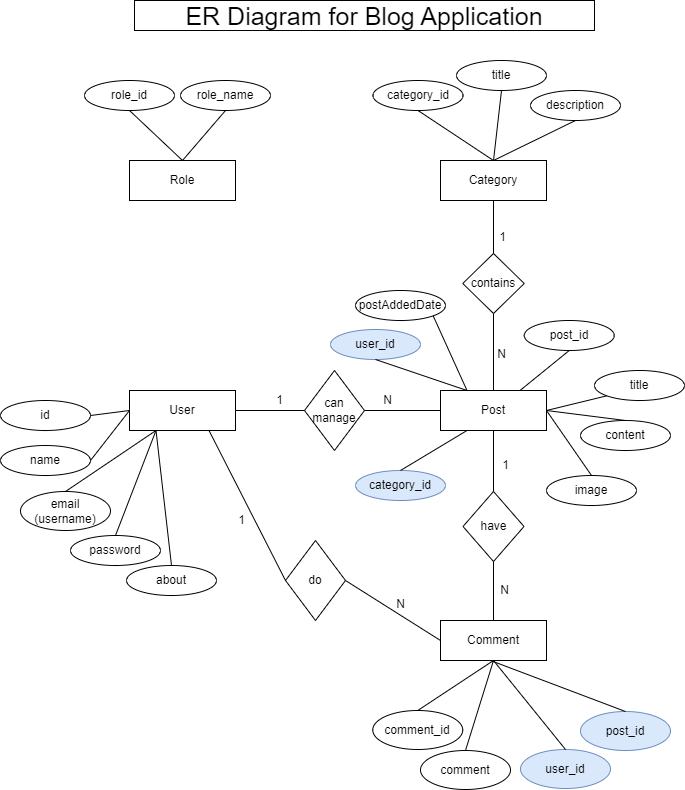 ER Diagram for Blog Application
role_id
role_name
Role
category_id
title
description
Category
1
contains
N
postAddedDate
user_id
post_id
title
content
image
category_id
Post
User
1
can
manage
N
id
name
email
(username)
password
about
1
do
N
1
have
N
Comment
comment_id
comment
user_id
post_id